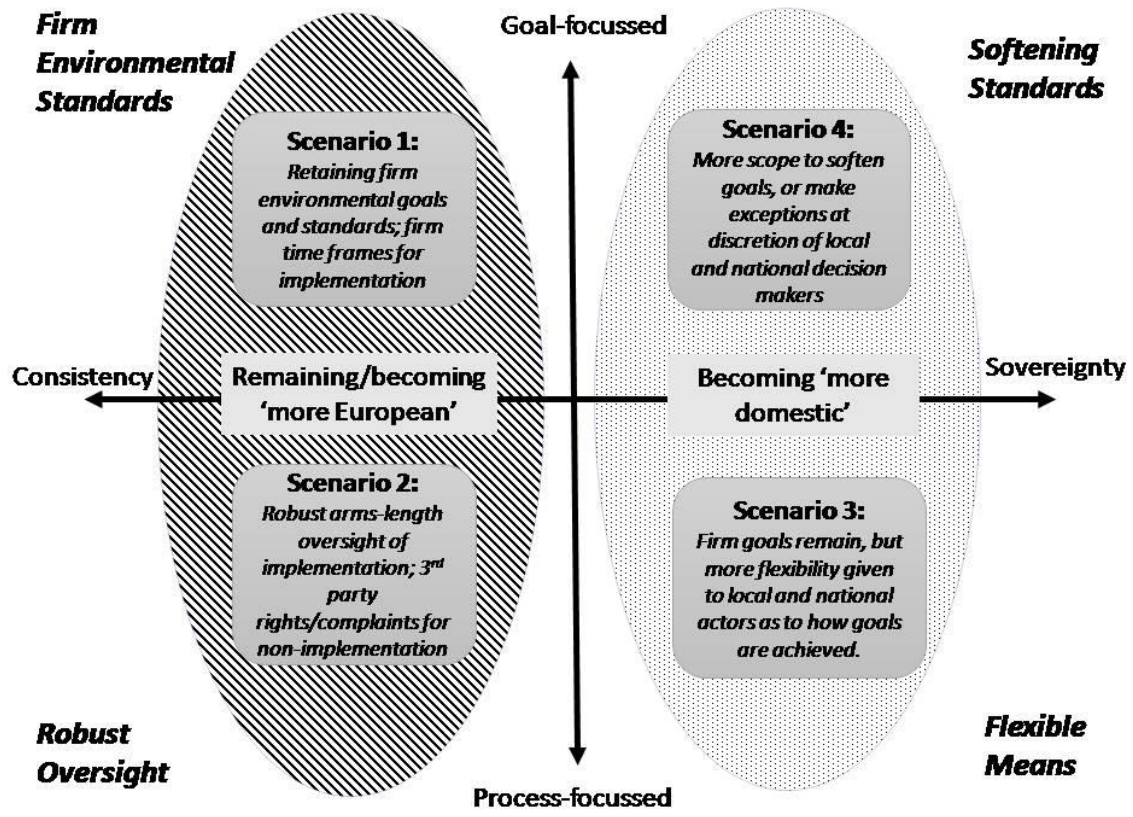 Firm
Environmental
Standards
Goal-focussed
Softening
Standards
Scenario 1:
Retaining firm
environmental goals
and standards; firm
time frames for
implementation
Scenario 4:
More scope to soften
goals, or make
exceptions at
discretion of local
and national decision
makers
Consistency
Remaining/becoming
'more European'
Becoming 'more
domestic'
Sovereignty
Scenario 2:
Robust arms-length
oversight of
implementation; 3rd
party
rights/complaints for
non-implementation
Scenario 3:
Firm goals remain, but
more flexibility given
to local and national
actors as to how goals
are achieved.
Robust
Oversight
Process-focussed
Flexible
Means